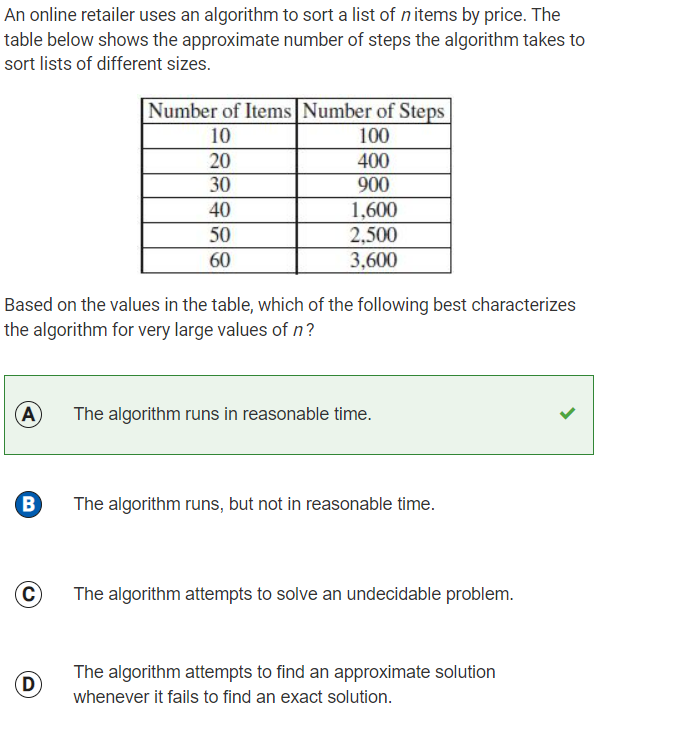 An online retailer uses an algorithm to sort a list of n items by price. The
table below shows the approximate number of steps the algorithm takes to
sort lists of different sizes.
Number of Items Number of Steps
10 100
20 400
30 900
40 1,600
50 2,500
60 3,600
Based on the values in the table, which of the following best characterizes
the algorithm for very large values of n?
A The algorithm runs in reasonable time.
B The algorithm runs, but not in reasonable time.
C The algorithm attempts to solve an undecidable problem.
D The algorithm attempts to find an approximate solution
whenever it fails to find an exact solution.